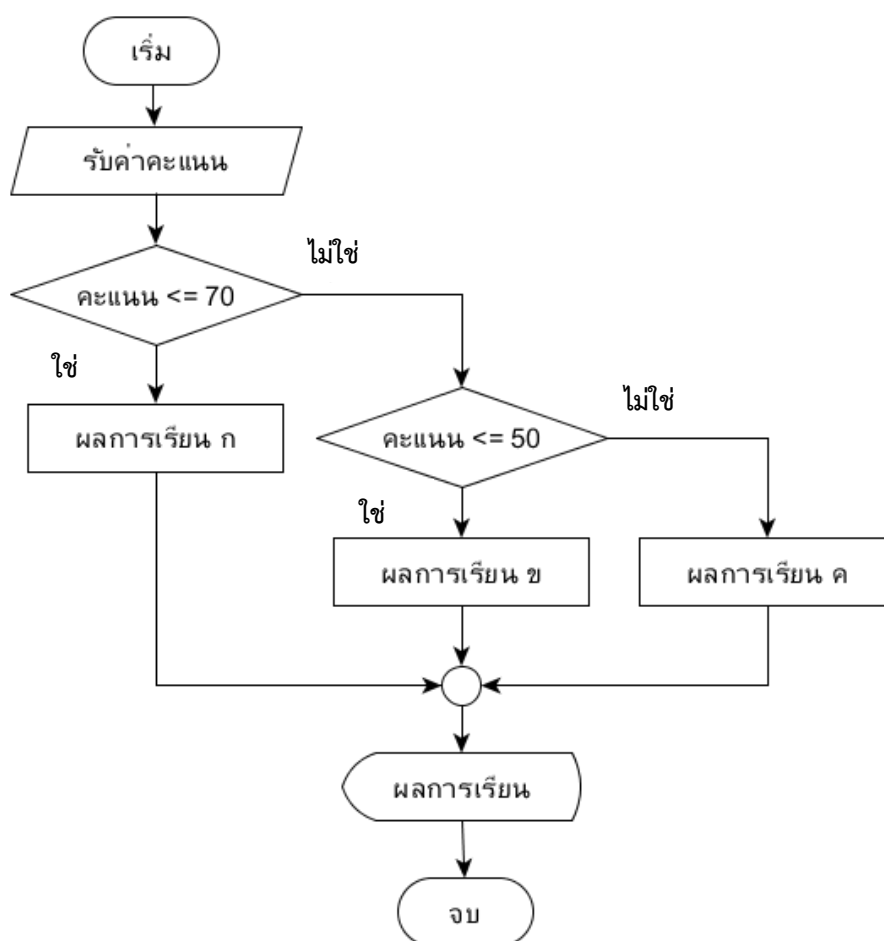 เริ่ม
รับค่าคะแนน
ไม่ใช่
คะแนน <= 70
ใช่
ไม่ใช่
ผลการเรียน ก
คะแนน <= 50
ใช่
ผลการเรียน ข
ผลการเรียน ค
ผลการเรียน
จบ